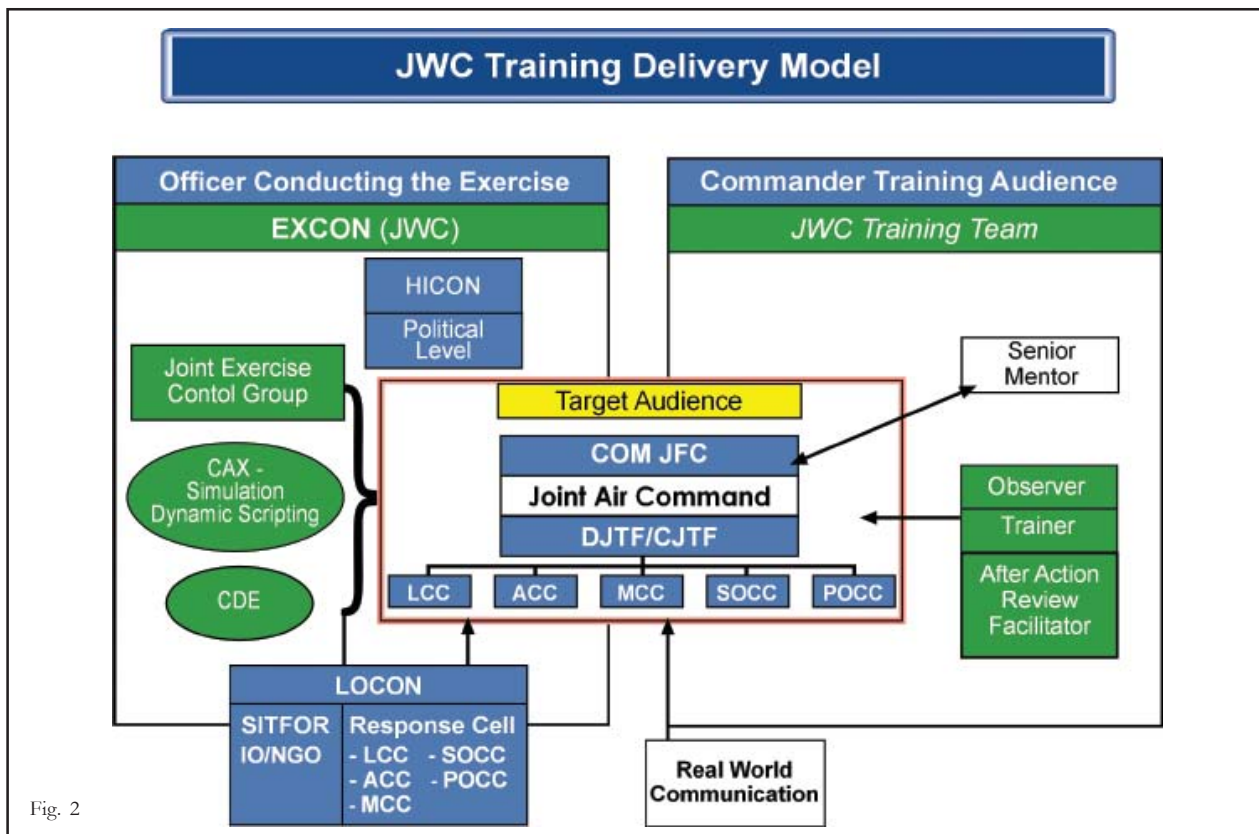 JWC Training Delivery Model
Officer Conducting the Exercise
EXCON (JWC)
HICON
Political
Level
Joint Exercise
Contol Group
CAX -
Simulation
Dynamic Scripting
CDE
Commander Training Audience
JWC Training Team
Target Audience
COM JFC
Joint Air Command
DJTF/CJTF
LCC
ACC
MCC
SOCC
POCC
Senior
Mentor
Observer
Trainer
After Action
Review
Facilitator
LOCON
SITFOR
IO/NGO
Response Cell
- LCC - SOCC
- ACC - POCC
- MCC
Real World
Communication
Fig. 2